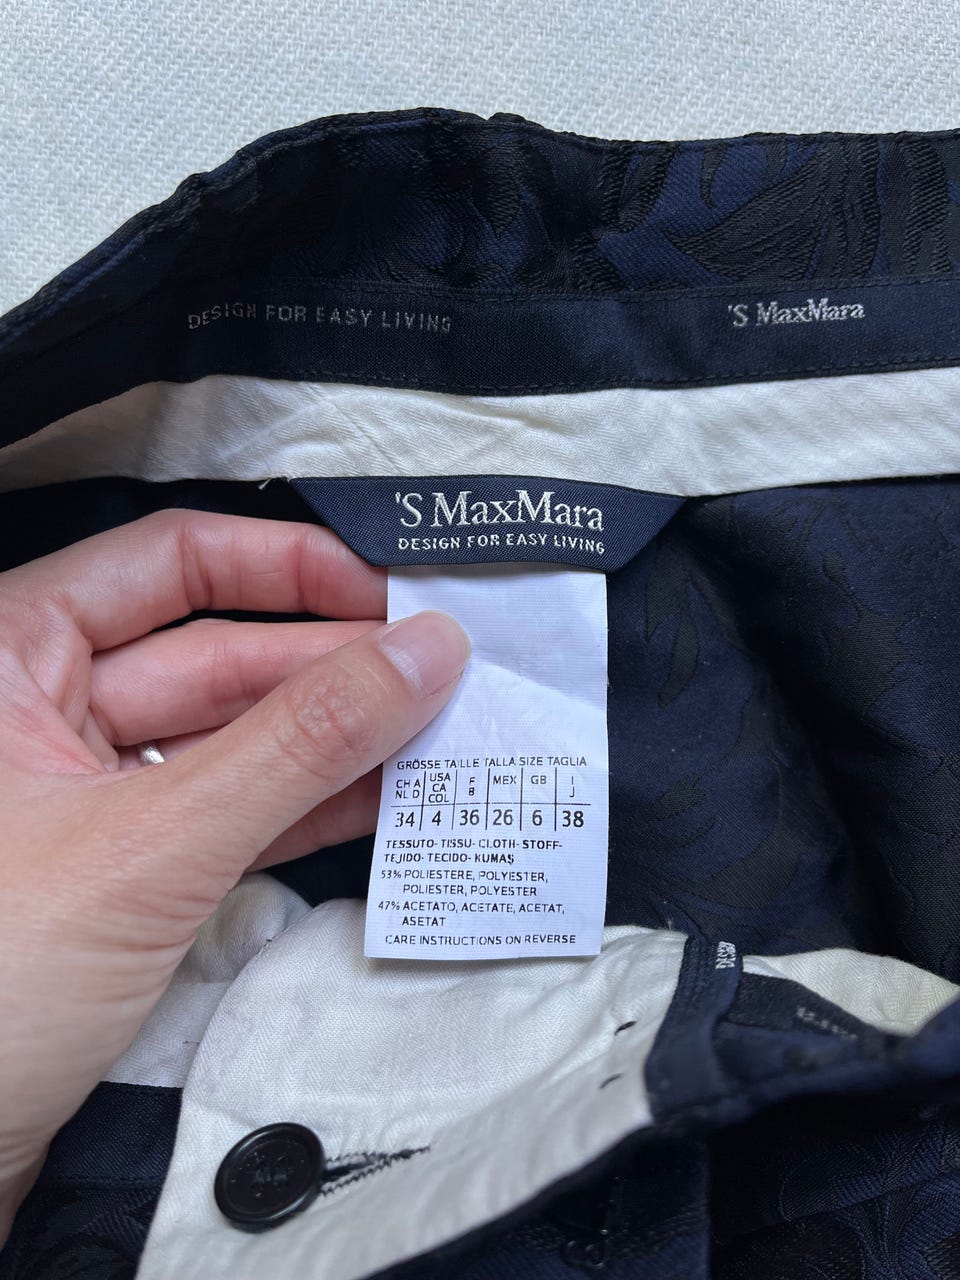 DESIGN FOR EASY LIVING
'S MaxMara
'S MaxMara
DESIGN FOR EASY LIVING
GRÖSSE TAILLE TALLA SIZE TAGLIA
CH A NL D
USA CA COL
F B
MEX
GB
I J
34 4 36 26 6 38
TESSUTO- TISSU- CLOTH- STOFF-
TEJIDO- TECIDO- KUMAŞ
53% POLIESTERE, POLYESTER,
POLIESTER, POLYESTER
47% ACETATO, ACETATE, ACETAT,
ASETAT
CARE INSTRUCTIONS ON REVERSE
DESIGN